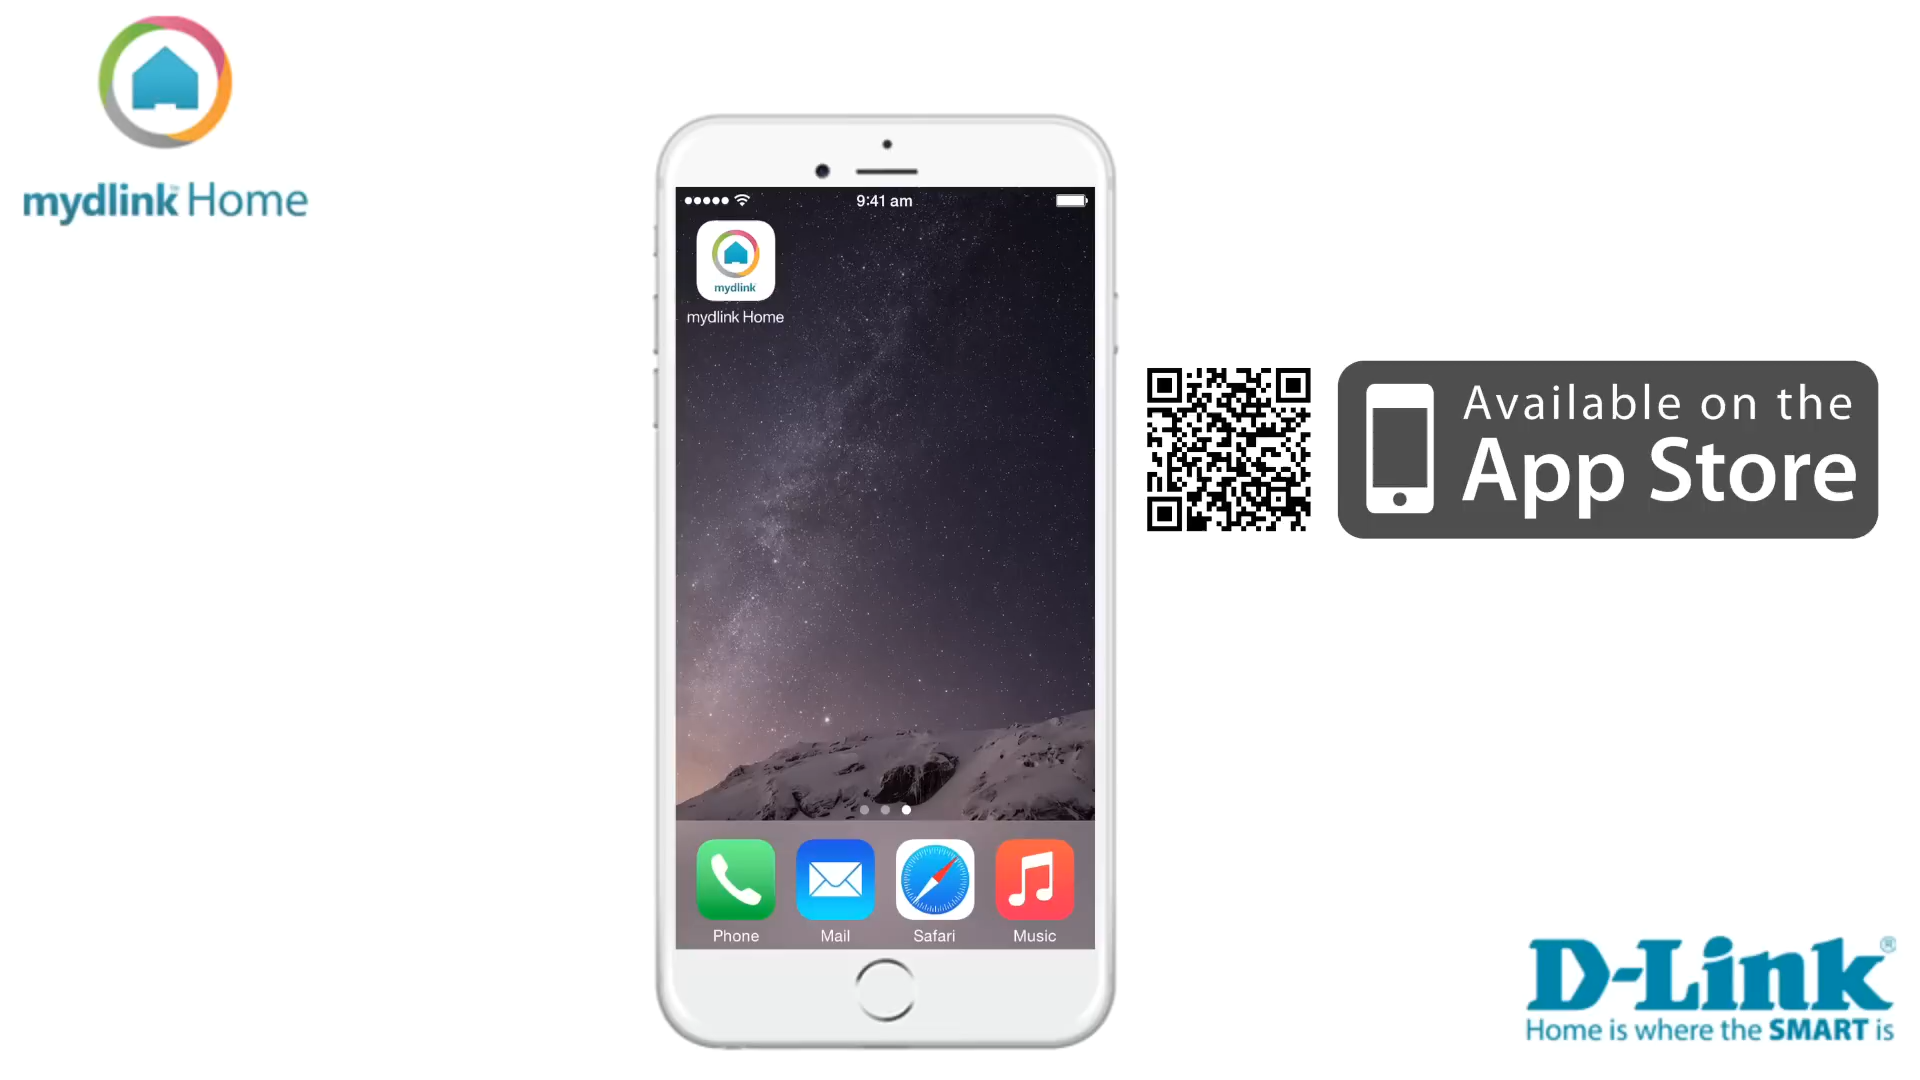 mydlink™ Home
9:41 am
mydlink
mydlink Home
Available on the
App Store
Phone
Mail
Safari
Music
D-Link®
Home is where the SMART is